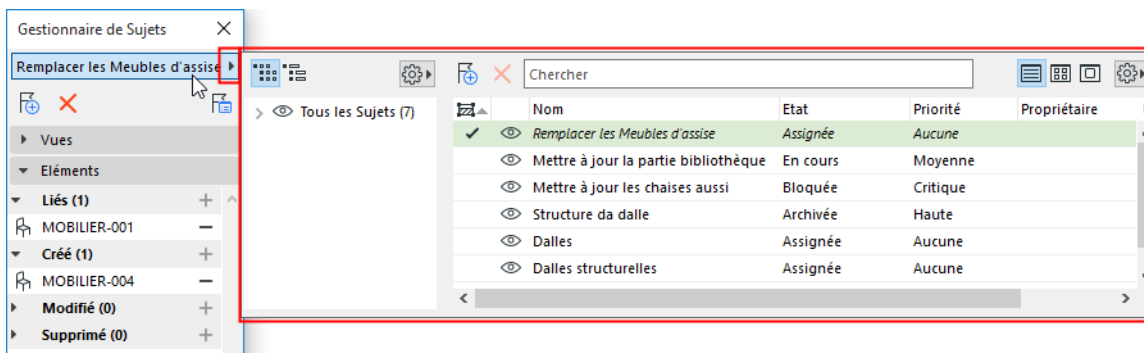 Gestionnaire de Sujets
Remplacer les Meubles d'assise
Vues
Eléments
Liés (1)
MOBILIER-001
Créé (1)
MOBILIER-004
Modifié (0)
Supprimé (0)
Tous les Sujets (7)
Chercher
Nom Etat Priorité Propriétaire
Remplacer les Meubles d'assise Assignée Aucune
Mettre à jour la partie bibliothèque En cours Moyenne
Mettre à jour les chaises aussi Bloquée Critique
Structure da dalle Archivée Haute
Dalles Assignée Aucune
Dalles structurelles Assignée Aucune